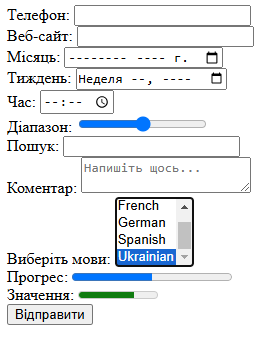 Телефон:
Веб-сайт:
Місяць: -------- ---- г.
Тиждень: Неделя --, ----
Час: --:--
Діапазон:
Пошук:
Напишіть щось...
Коментар:
French
German
Spanish
Виберіть мови: Ukrainian
Прогрес:
Значення:
Відправити